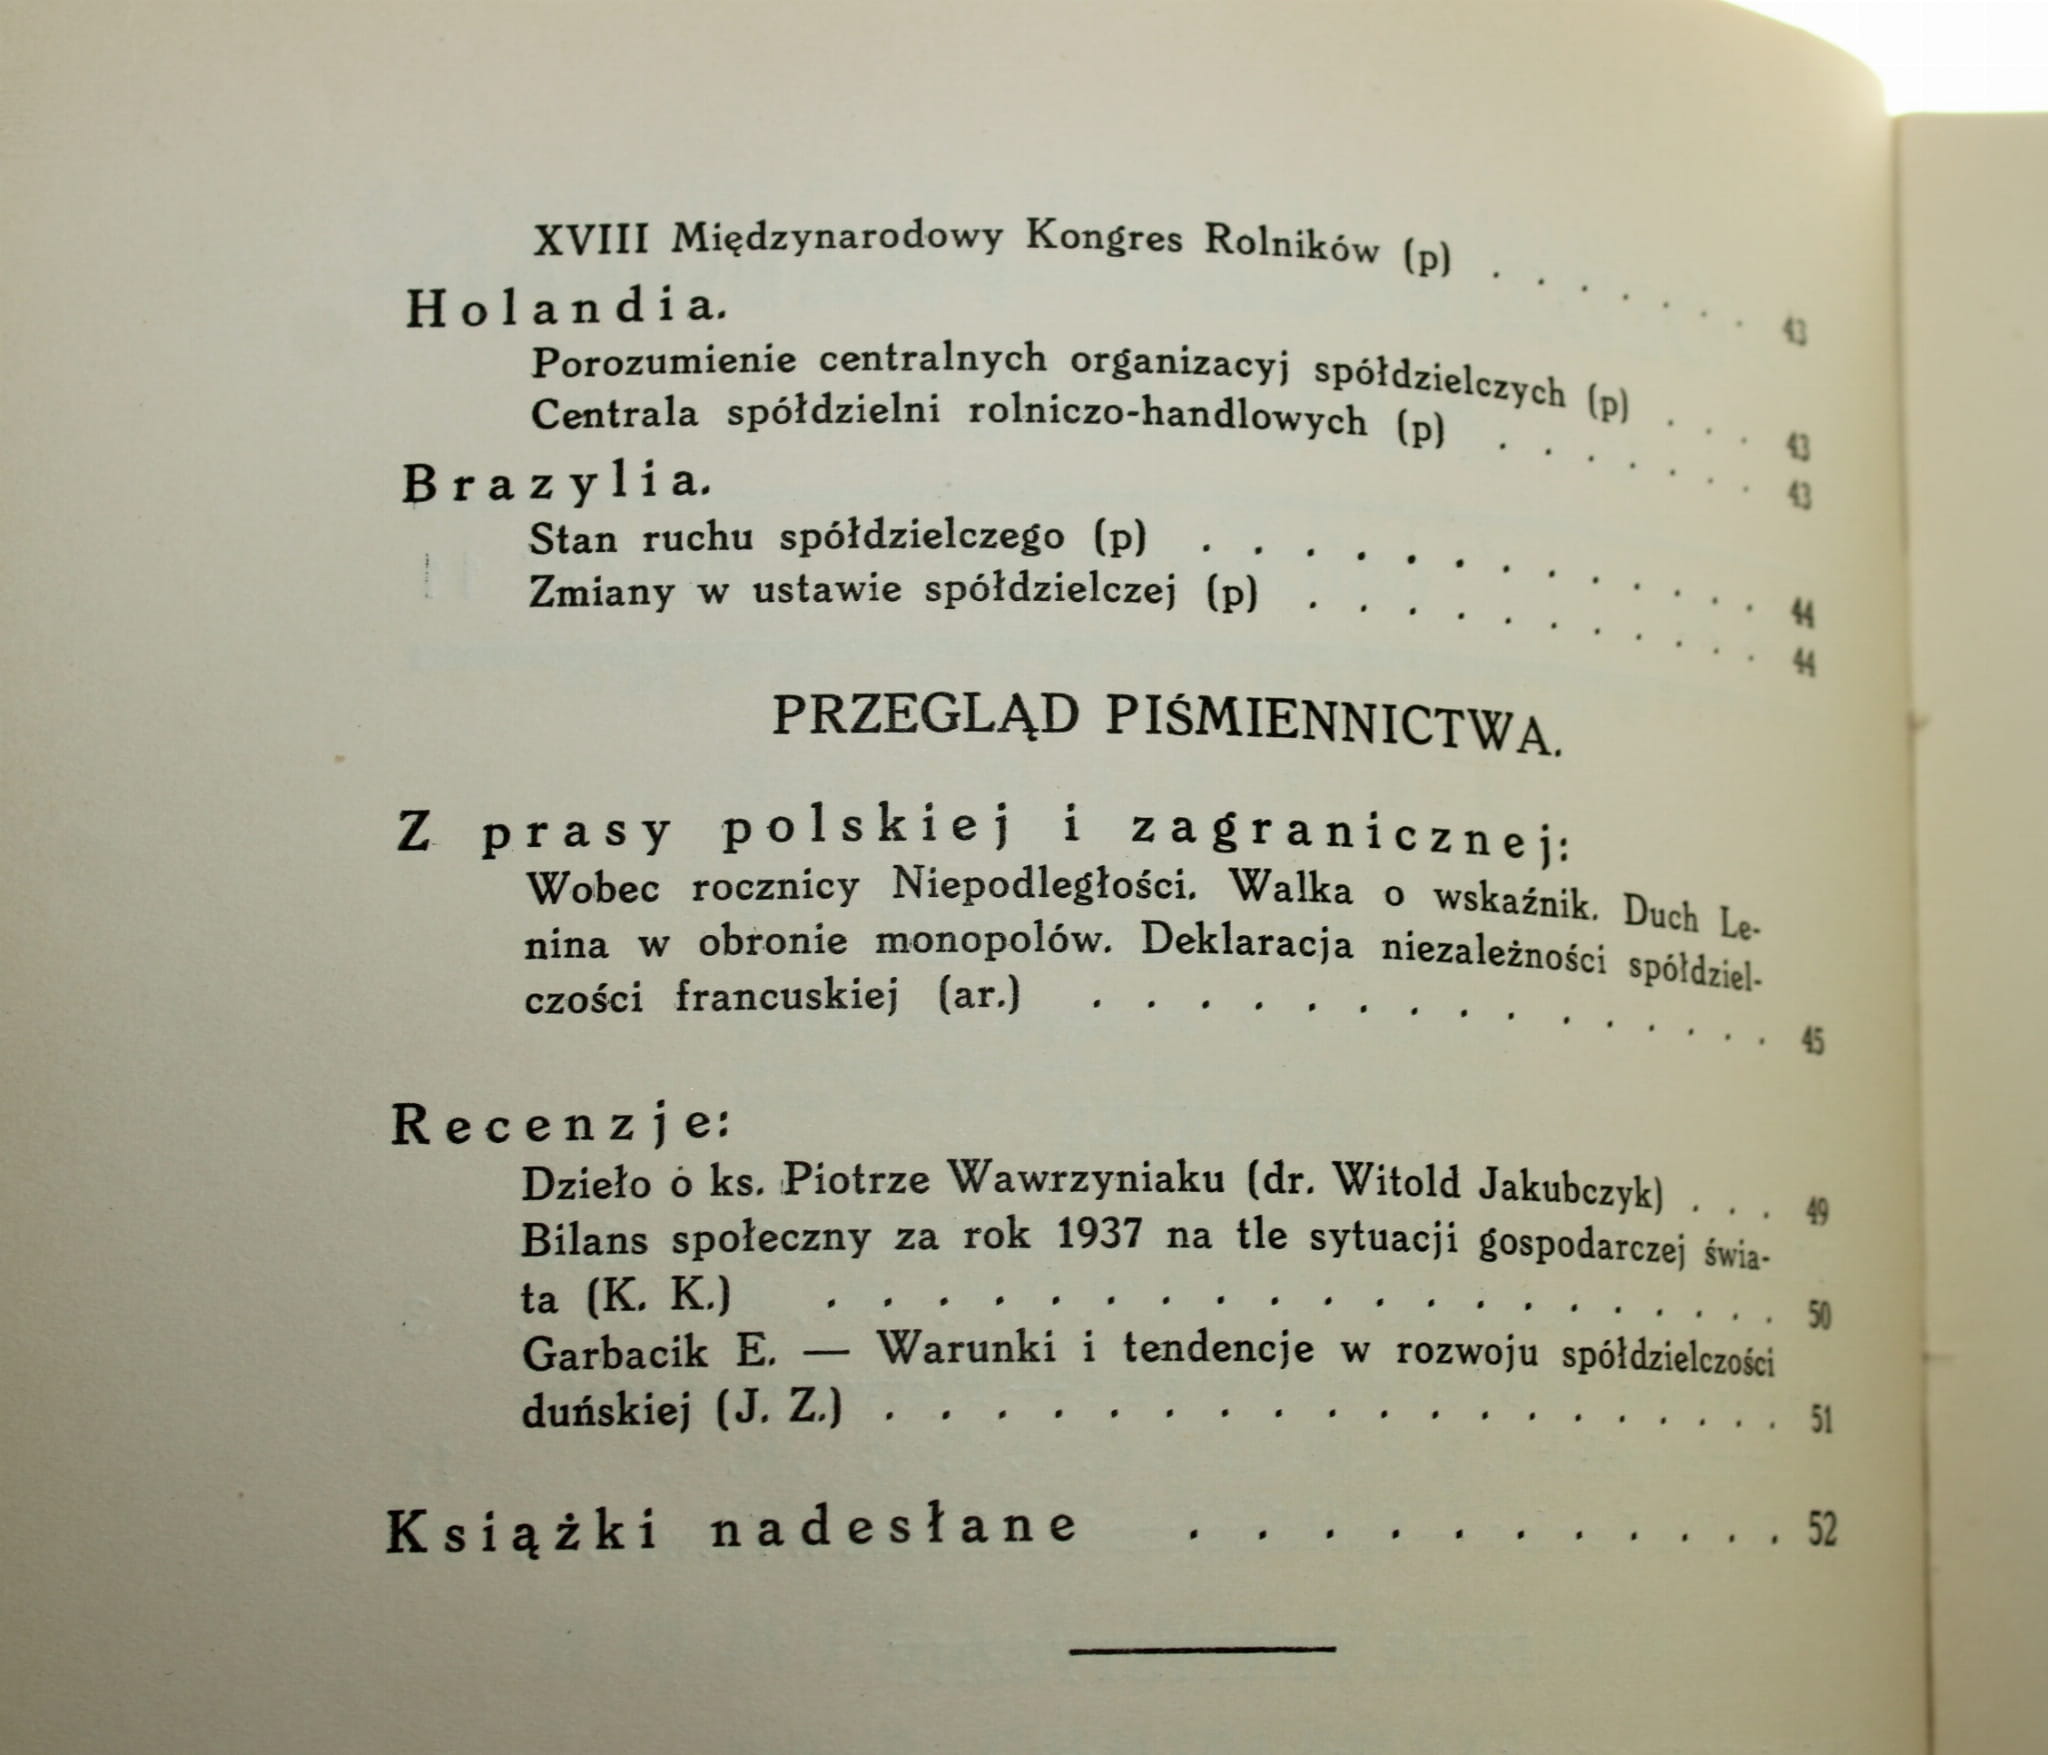 XVIII Międzynarodowy Kongres Rolników (p) . . . . . . . 43
Holandia.
Porozumienie centralnych organizacyj spółdzielczych (p) . . . 43
Centrala spółdzielni rolniczo-handlowych (p) . . . . . . 43
Brazylia.
Stan ruchu spółdzielczego (p) . . . . . . . . . . . . 44
Zmiany w ustawie spółdzielczej (p) . . . . . . . . . . 44
PRZEGLĄD PIŚMIENNICTWA.
Z prasy polskiej i zagranicznej:
Wobec rocznicy Niepodległości. Walka o wskaźnik. Duch Le-
nina w obronie monopolów. Deklaracja niezależności spółdziel-
czości francuskiej (ar.) . . . . . . . . . . . . . . 45
Recenzje:
Dzieło o ks. Piotrze Wawrzyniaku (dr. Witold Jakubczyk) . . . 49
Bilans społeczny za rok 1937 na tle sytuacji gospodarczej świa-
ta (K. K.) . . . . . . . . . . . . . . . . . . . 50
Garbacik E. — Warunki i tendencje w rozwoju spółdzielczości
duńskiej (J. Z.) . . . . . . . . . . . . . . . . . . 51
Książki nadesłane . . . . . . . . . . 52